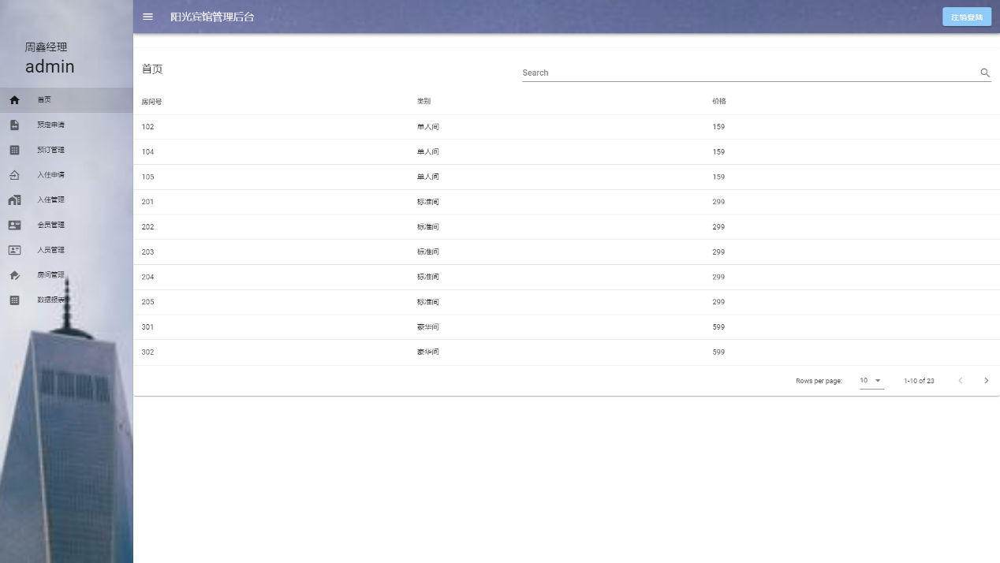 阳光宾馆管理后台
注销登陆
周鑫经理
admin
首页
预定申请
预订管理
入住申请
入住管理
会员管理
人员管理
房间管理
数据报表
首页
Search
房间号 类别 价格
102 单人间 159
104 单人间 159
105 单人间 159
201 标准间 299
202 标准间 299
203 标准间 299
204 标准间 299
205 标准间 299
301 豪华间 599
302 豪华间 599
Rows per page: 10 1-10 of 23